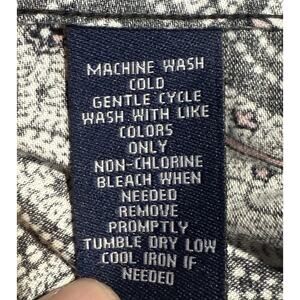 MACHINE WASH
COLD
GENTLE CYCLE
WASH WITH LIKE
COLORS
ONLY
NON-CHLORINE
BLEACH WHEN
NEEDED
REMOVE
PROMPTLY
TUMBLE DRY LOW
COOL IRON IF
NEEDED